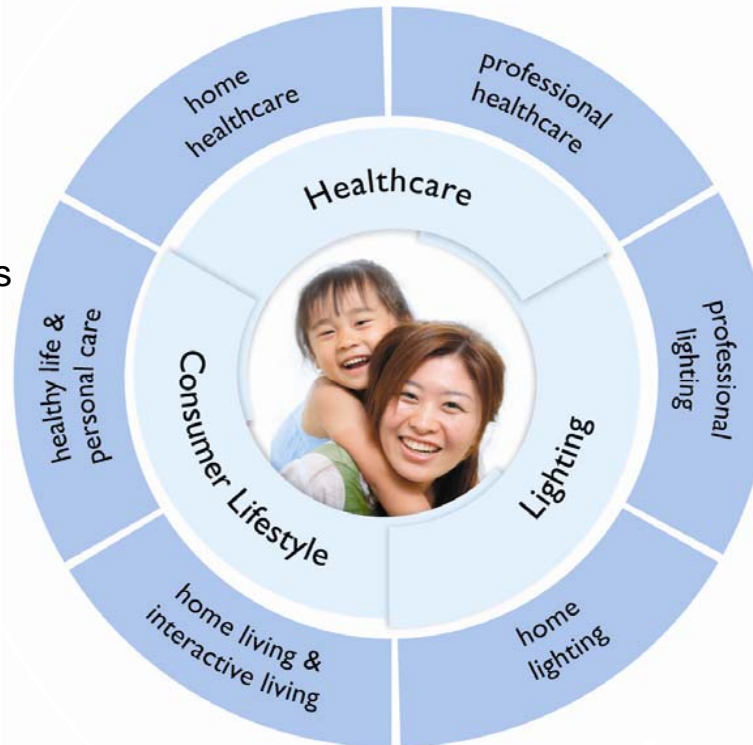 home
healthcare
professional
healthcare
Healthcare
s
healthy life &
personal care
Consumer Lifestyle
Lighting
professional
lighting
home living &
interactive living
home
lighting